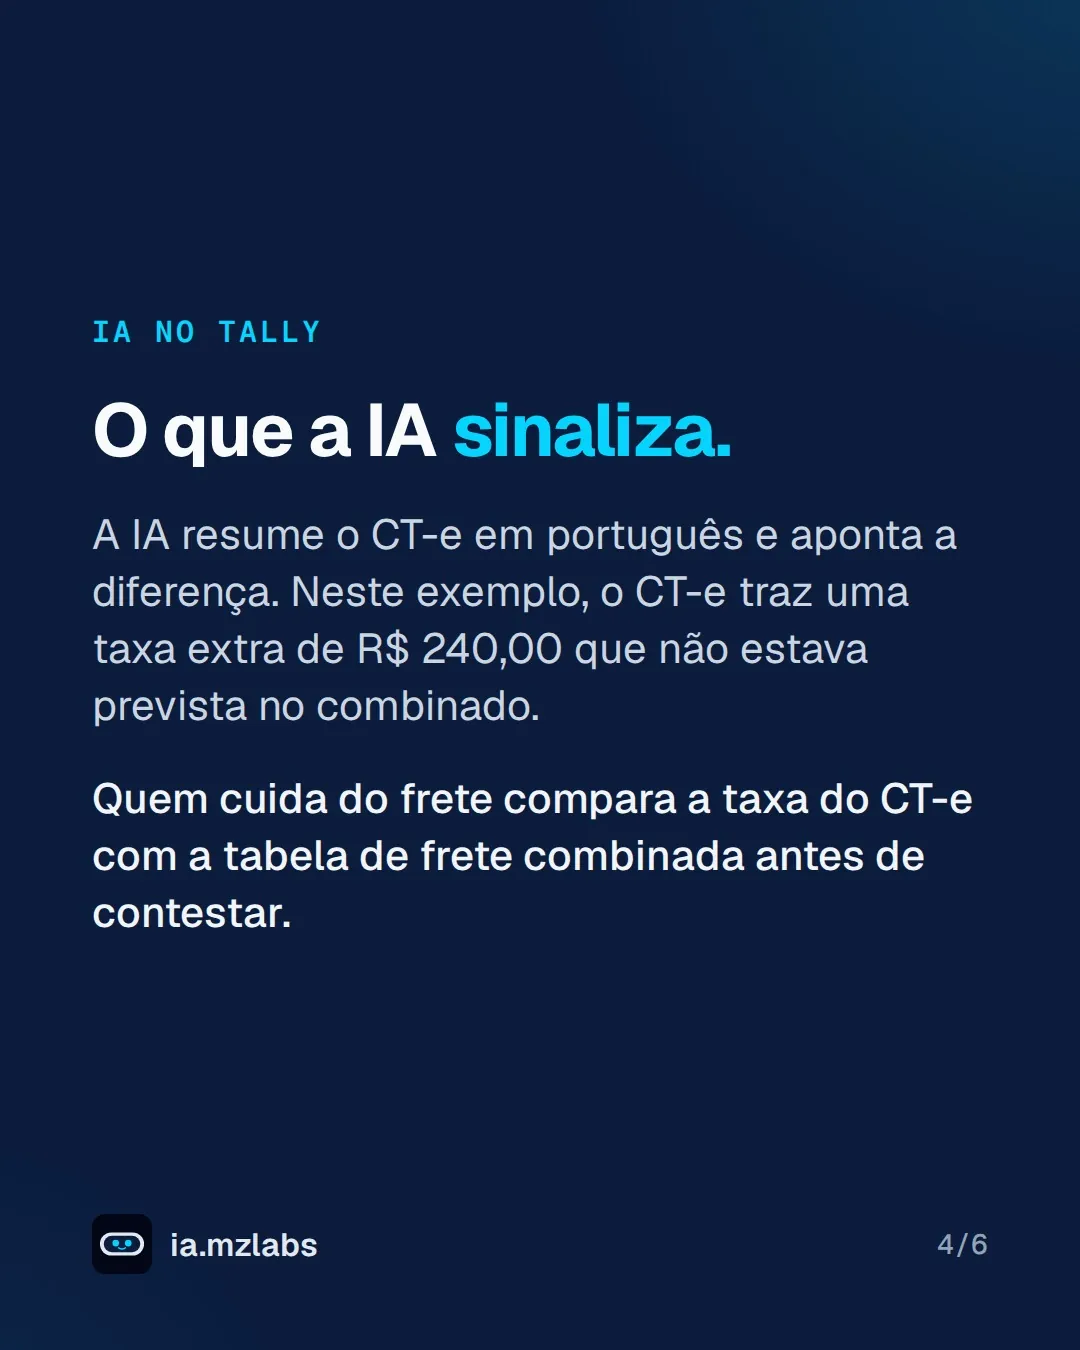 IA NO TALLY
O que a IA sinaliza.
A IA resume o CT-e em português e aponta a
diferença. Neste exemplo, o CT-e traz uma
taxa extra de R$ 240,00 que não estava
prevista no combinado.
Quem cuida do frete compara a taxa do CT-e
com a tabela de frete combinada antes de
contestar.
ia.mzlabs
4/6